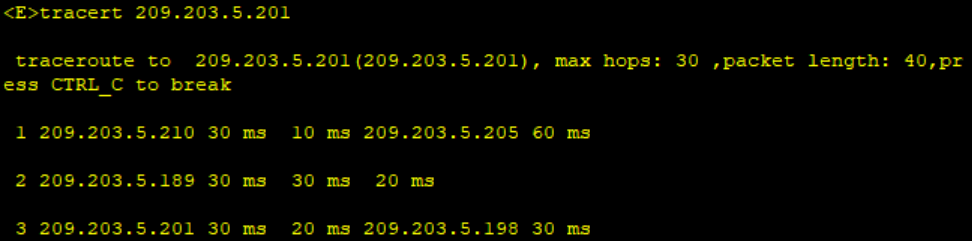 <E>tracert 209.203.5.201
traceroute to  209.203.5.201(209.203.5.201), max hops: 30 ,packet length: 40,pr
ess CTRL_C to break
1 209.203.5.210 30 ms  10 ms 209.203.5.205 60 ms
2 209.203.5.189 30 ms  30 ms  20 ms
3 209.203.5.201 30 ms  20 ms 209.203.5.198 30 ms